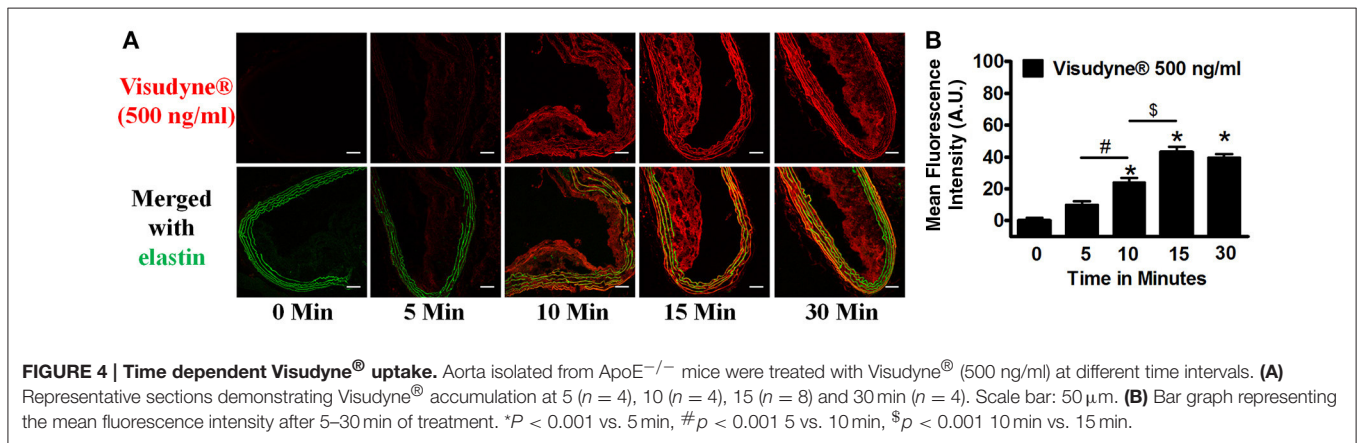 A
Visudyne®
(500 ng/ml)
Merged
with
elastin
0 Min 5 Min 10 Min 15 Min 30 Min
B
Mean Fluorescence
Intensity (A.U.)
100
80
60
40
20
0
Visudyne® 500 ng/ml
# $
* * *
0 5 10 15 30
Time in Minutes
FIGURE 4 | Time dependent Visudyne® uptake. Aorta isolated from ApoE−/− mice were treated with Visudyne® (500 ng/ml) at different time intervals. (A)
Representative sections demonstrating Visudyne® accumulation at 5 (n = 4), 10 (n = 4), 15 (n = 8) and 30 min (n = 4). Scale bar: 50 μm. (B) Bar graph representing
the mean fluorescence intensity after 5–30 min of treatment. *P < 0.001 vs. 5 min, #p < 0.001 5 vs. 10 min, $p < 0.001 10 min vs. 15 min.